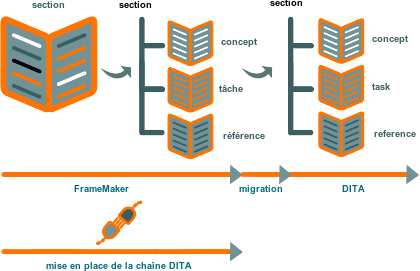 section
section
section
concept
tâche
référence
concept
task
reference
FrameMaker
migration
DITA
mise en place de la chaîne DITA